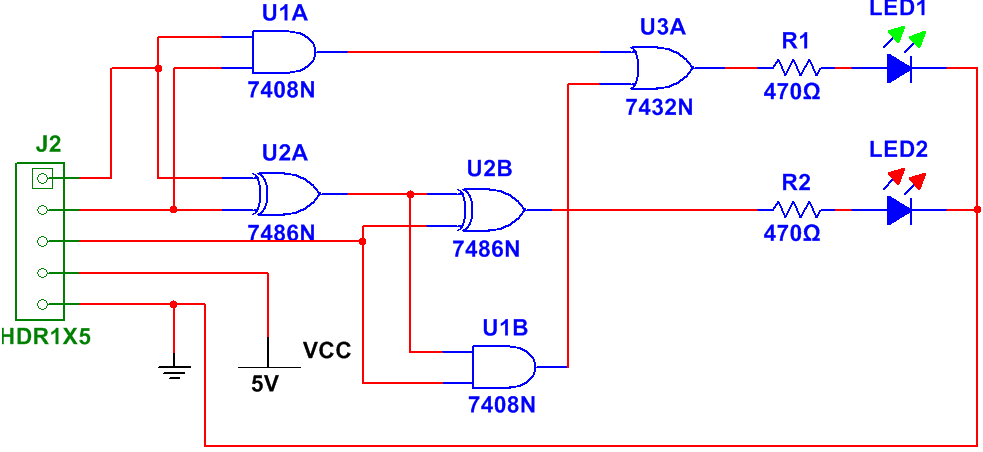 U1A
7408N
U3A
7432N
R1
470Ω
LED1
J2
HDR1X5
U2A
7486N
U2B
7486N
R2
470Ω
LED2
U1B
7408N
VCC
5V